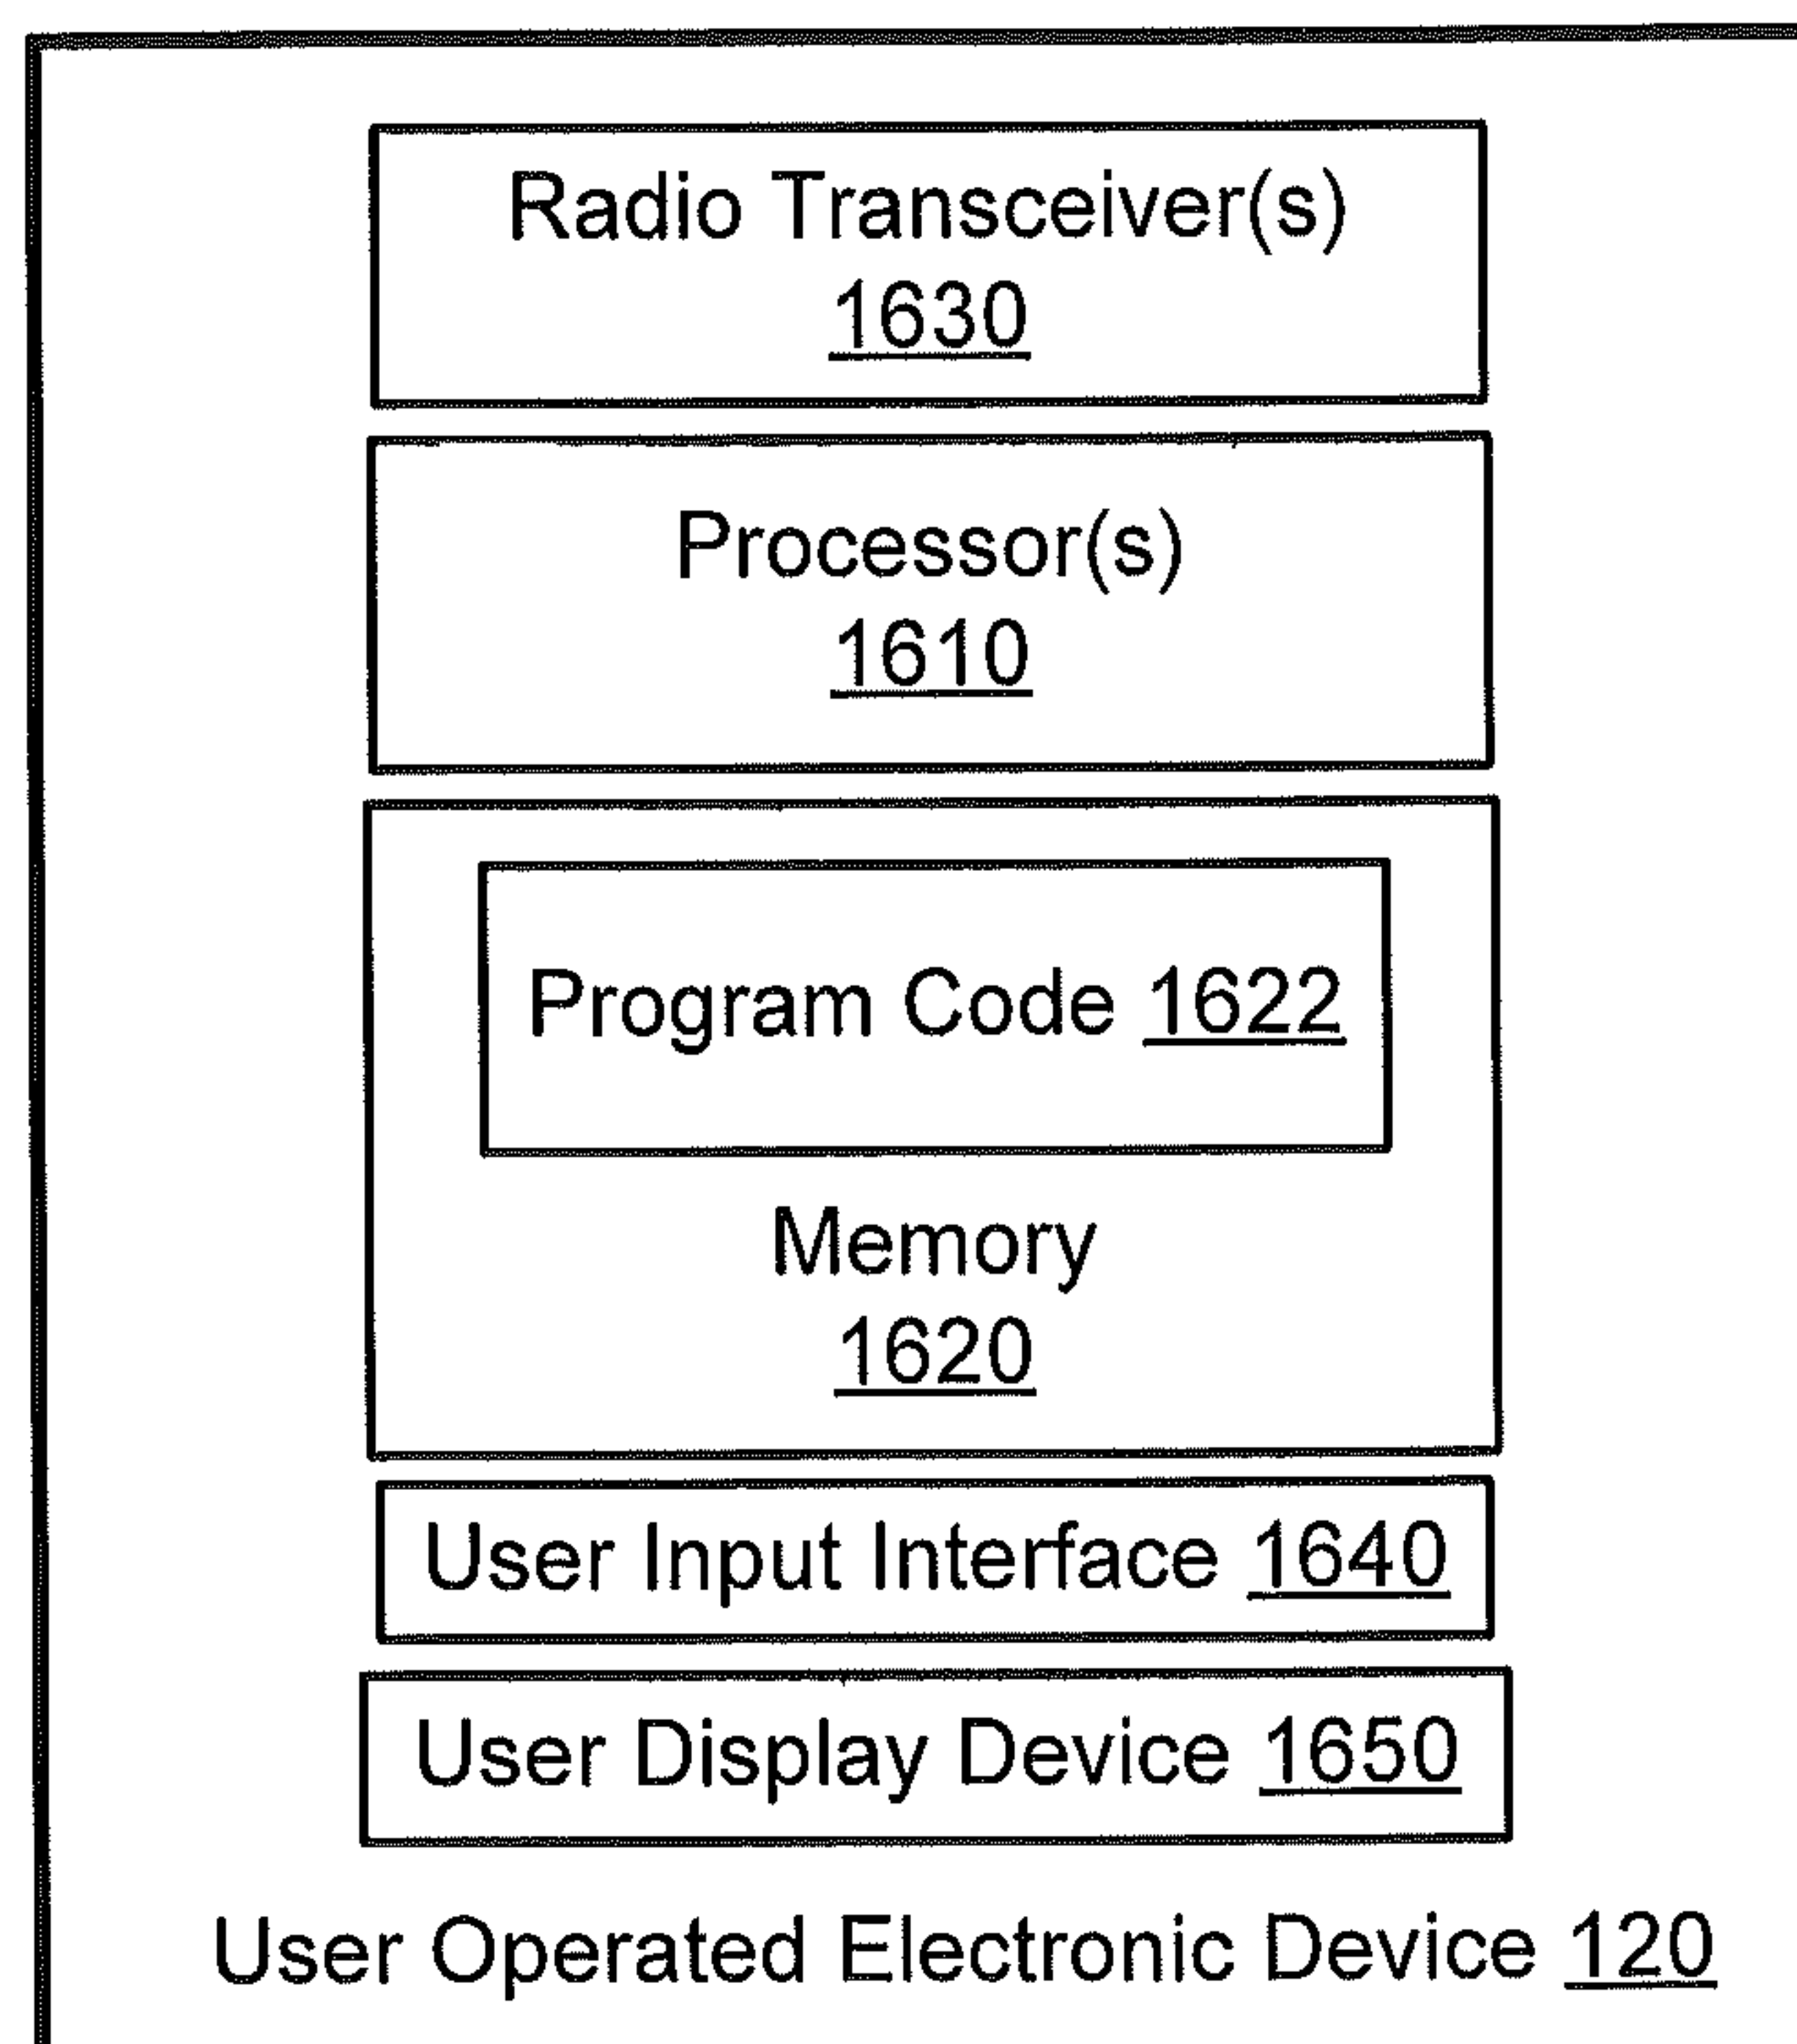 Radio Transceiver(s)
1630
Processor(s)
1610
Program Code 1622
Memory
1620
User Input Interface 1640
User Display Device 1650
User Operated Electronic Device 120